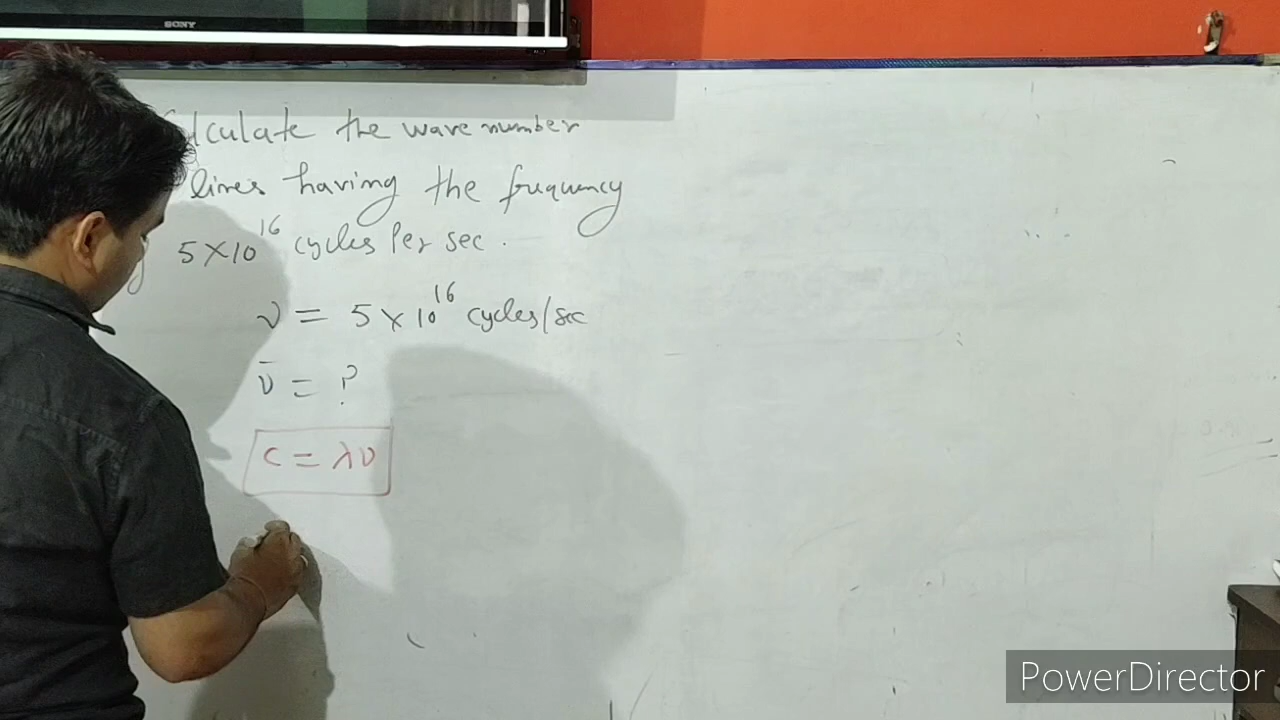 SONY
lculate the wave number
lines having the frequency
5×10¹⁶ cycles Per sec.
ν = 5×10¹⁶ cycles/sec
ν̄ = ?
c = λν
PowerDirector